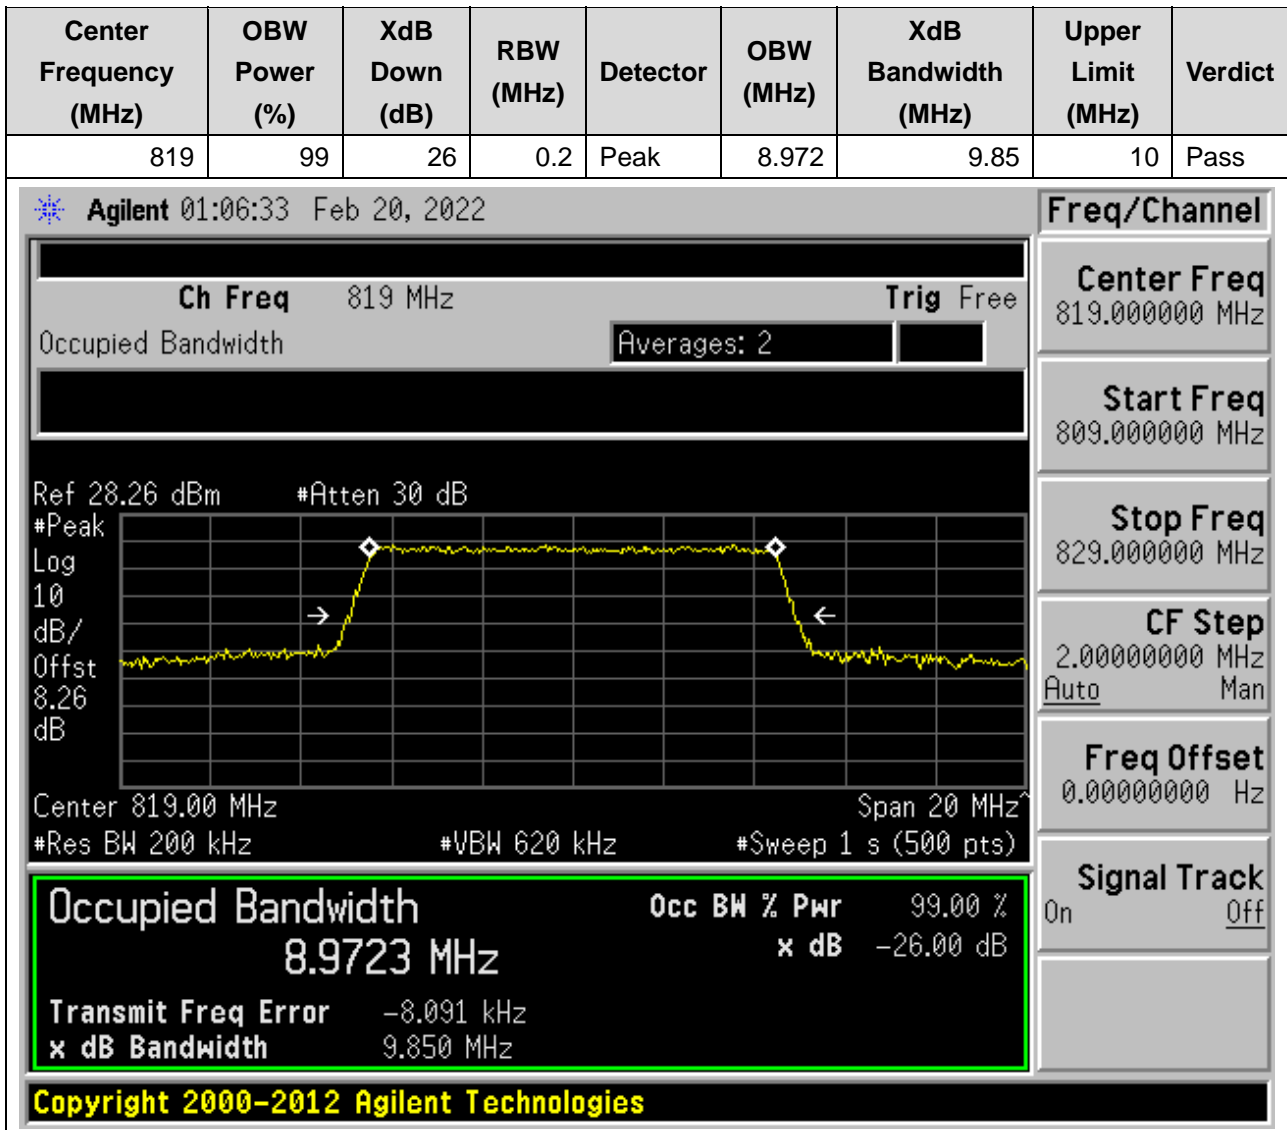 Center Frequency (MHz) OBW Power (%) XdB Down (dB) RBW (MHz) Detector OBW (MHz) XdB Bandwidth (MHz) Upper Limit (MHz) Verdict
819 99 26 0.2 Peak 8.972 9.85 10 Pass
Agilent 01:06:33 Feb 20, 2022
Freq/Channel
Ch Freq 819 MHz Trig Free
Occupied Bandwidth Averages: 2
Ref 28.26 dBm #Atten 30 dB
#Peak
Log
10
dB/
Offst
8.26
dB
Center 819.00 MHz Span 20 MHz^
#Res BW 200 kHz #VBW 620 kHz #Sweep 1 s (500 pts)
Occupied Bandwidth Occ BW % Pwr 99.00 %
8.9723 MHz x dB -26.00 dB
Transmit Freq Error -8.091 kHz
x dB Bandwidth 9.850 MHz
Center Freq
819.000000 MHz
Start Freq
809.000000 MHz
Stop Freq
829.000000 MHz
CF Step
2.00000000 MHz
Auto Man
Freq Offset
0.00000000 Hz
Signal Track
On Off
Copyright 2000-2012 Agilent Technologies